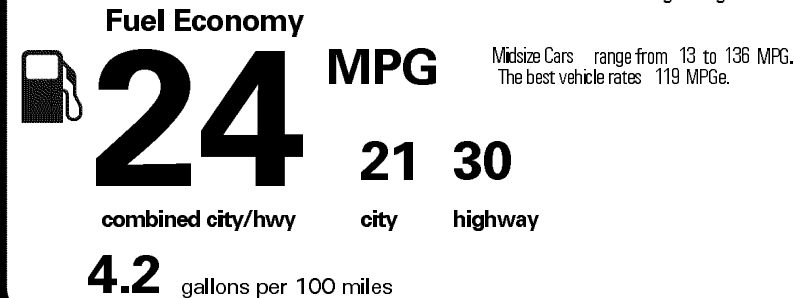 Fuel Economy
24 MPG
Midsize Cars range from 13 to 136 MPG.
The best vehicle rates 119 MPGe.
21 30
combined city/hwy city highway
4.2 gallons per 100 miles